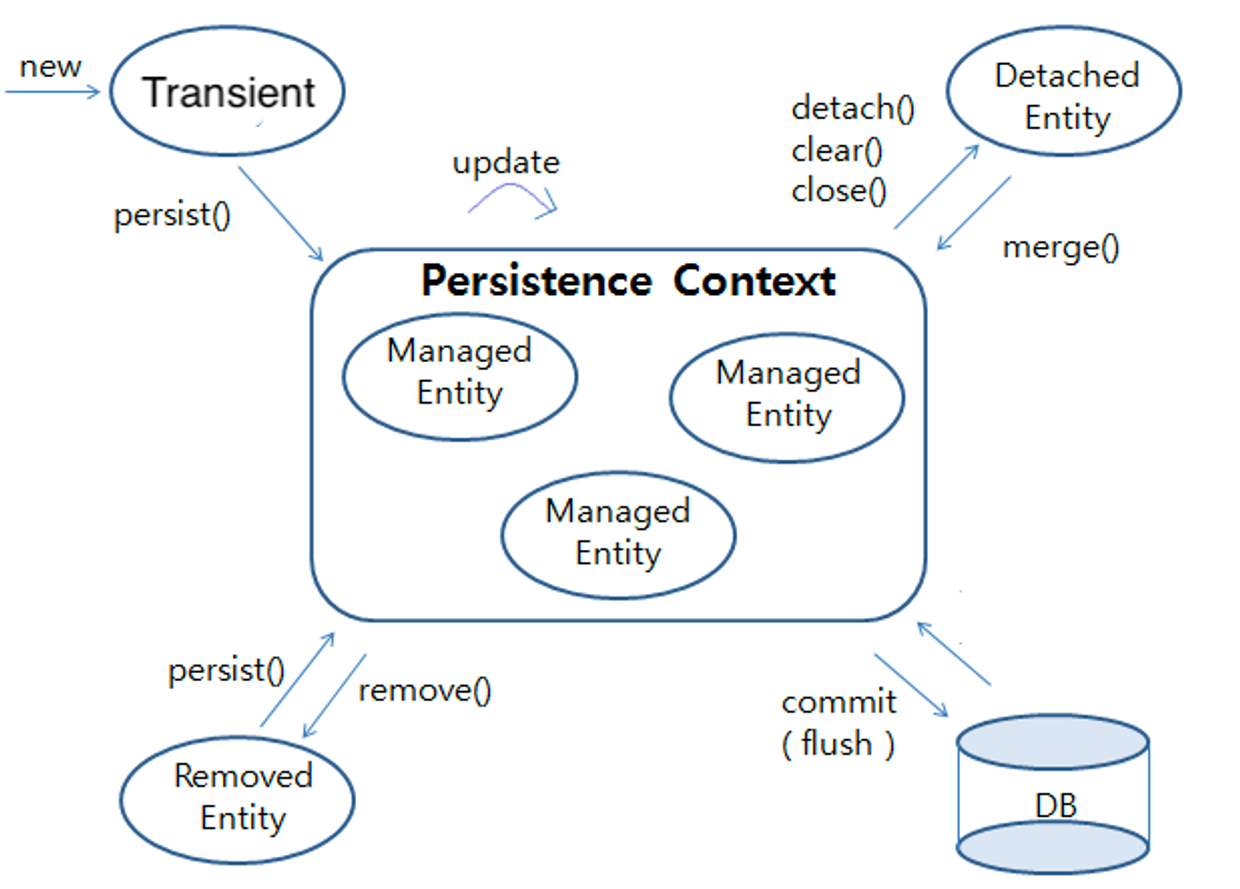 new
Transient
persist()
update
detach()
clear()
close()
Detached
Entity
merge()
Persistence Context
Managed
Entity
Managed
Entity
Managed
Entity
persist()
remove()
Removed
Entity
commit
( flush )
DB